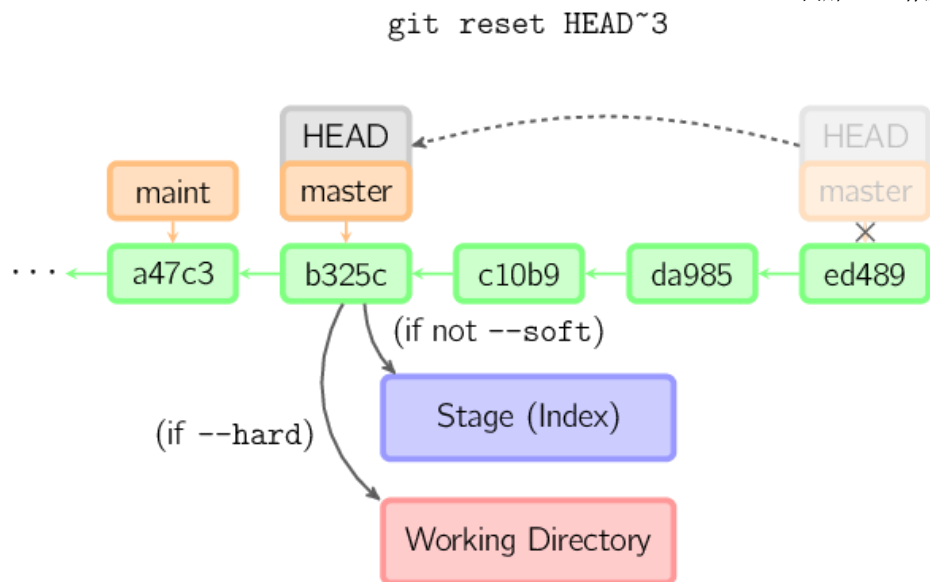 git reset HEAD~3
HEAD
HEAD
maint
master
master
...
a47c3
b325c
c10b9
da985
ed489
(if not --soft)
Stage (Index)
(if --hard)
Working Directory